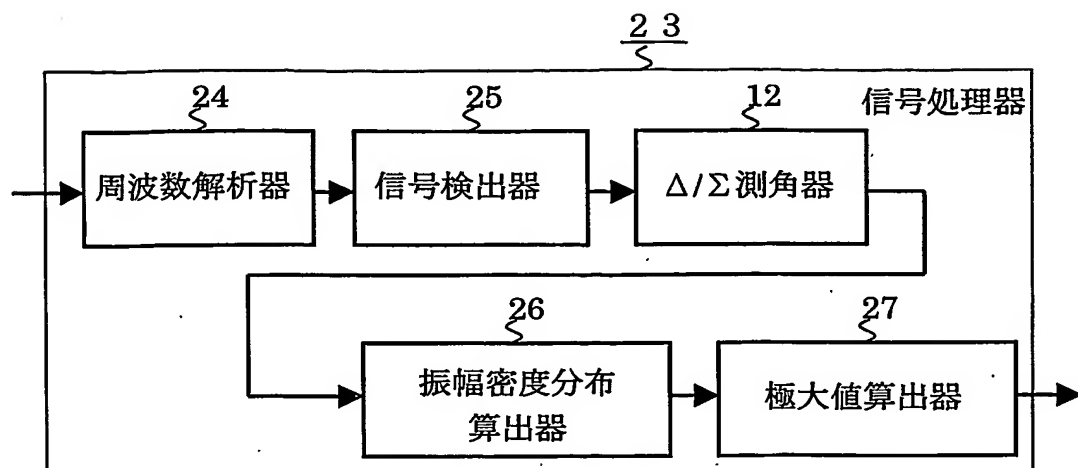 ２３
信号処理器
24
25
12
周波数解析器
信号検出器
Δ/Σ測角器
26
27
振幅密度分布
算出器
極大値算出器